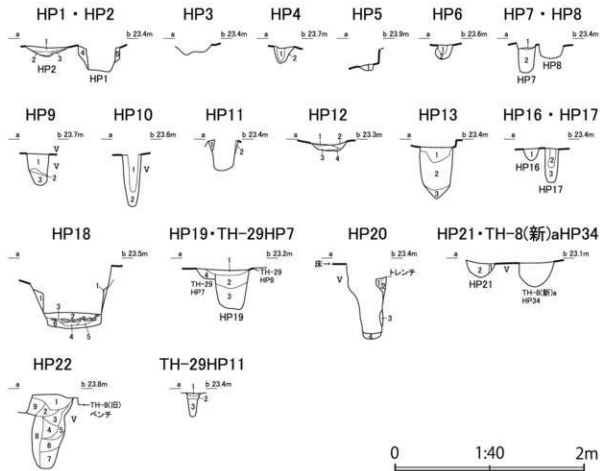 HP1・HP2 HP3 HP4 HP5 HP6 HP7・HP8
a b 23.4m a b 23.4m a b 23.7m a b 23.9m a b 23.6m a b 23.4m
1 2 3 4 HP2 HP1 1 2 1 1 2 1 2 HP7 HP8
HP9 HP10 HP11 HP12 HP13 HP16・HP17
a b 23.7m a b 23.6m a b 23.4m a b 23.3m a b 23.4m a b 23.4m
V 1 V 2 3 1 2 1 2 3 4 1 2 3 1 2 3 HP16 HP17
HP18 HP19・TH-29HP7 HP20 HP21・TH-8(新)aHP34
a b 23.5m a b 23.2m a b 23.4m a b 23.1m
床→ トレンチ
1 2 3 4 5 1 2 3 4 TH-29 HP7 TH-29 HP9 HP19 1 2 3 4 1 2 V HP21 TH-8(新)a HP34
HP22 TH-29HP11
a b 23.8m a b 23.4m
1 2 3 4 5 6 7 8 9 V TH-8(旧) ベンチ 1 2 3
0 1:40 2m